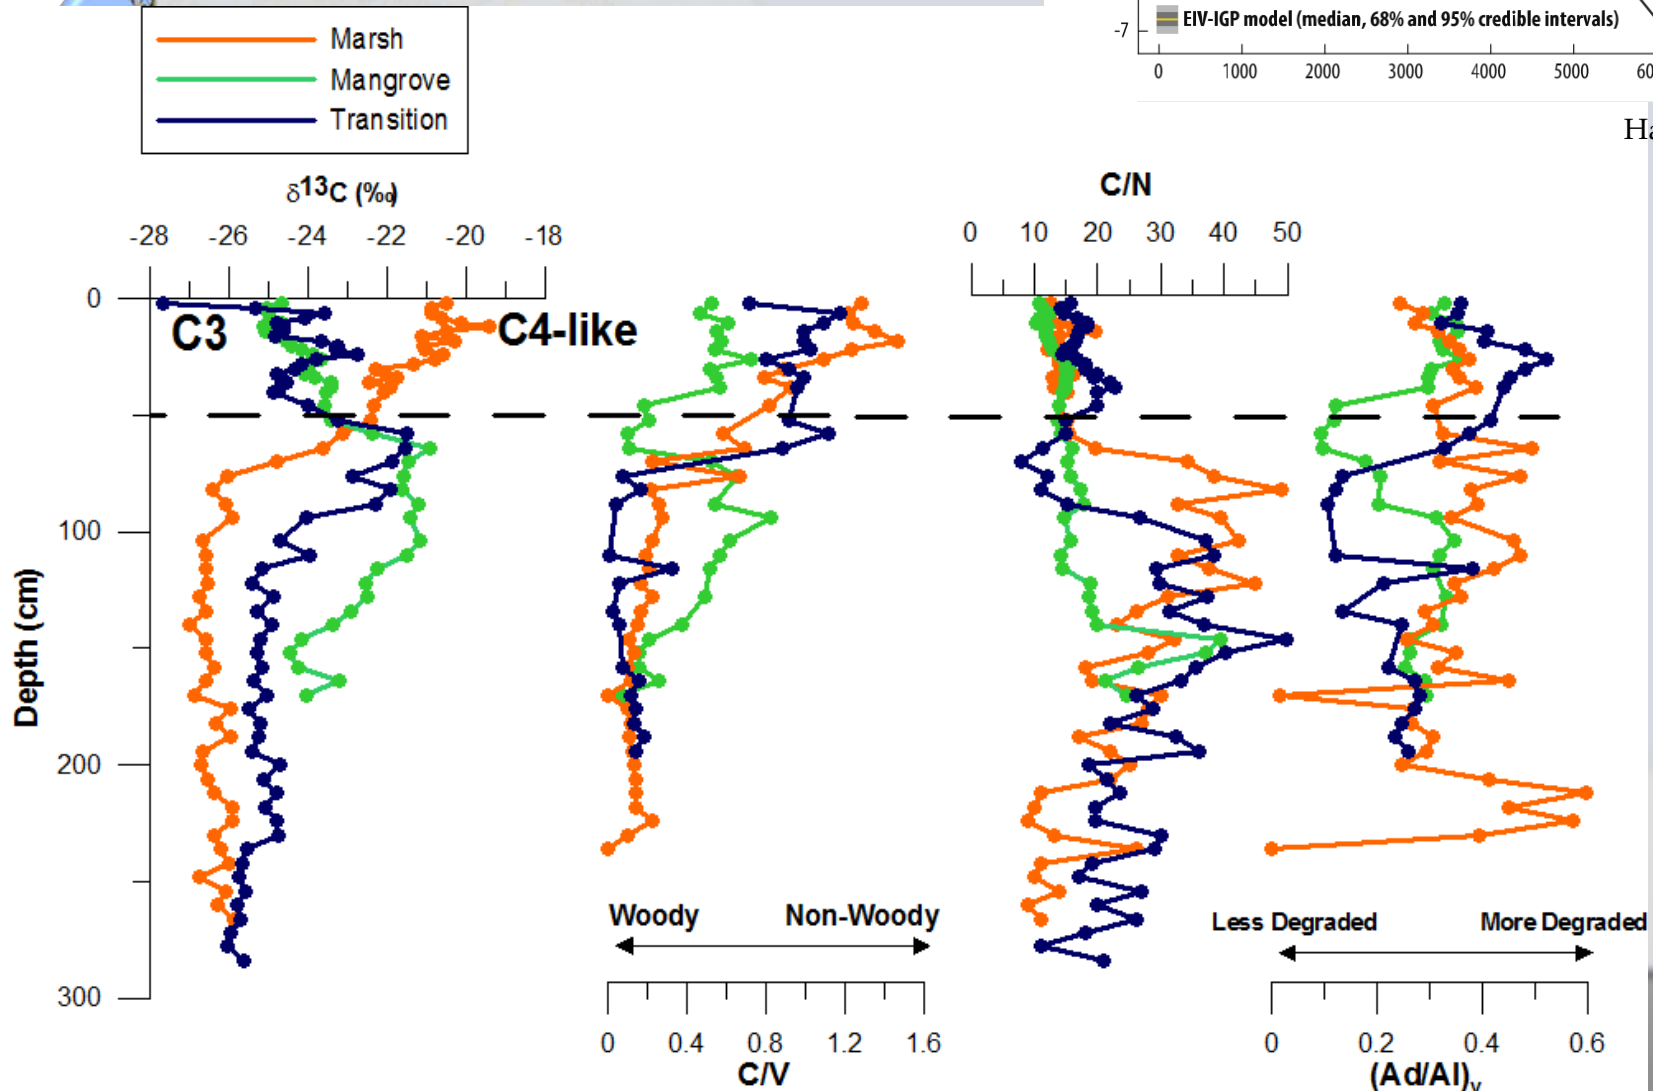 -7
EIV-IGP model (median, 68% and 95% credible intervals)
0 1000 2000 3000 4000 5000
Marsh
Mangrove
Transition
δ13C (‰)
-28 -26 -24 -22 -20 -18
C/N
0 10 20 30 40 50
0
100
200
300
Depth (cm)
C3
C4-like
Woody
Non-Woody
0 0.4 0.8 1.2 1.6
C/V
Less Degraded
More Degraded
0 0.2 0.4 0.6
(Ad/Al)v